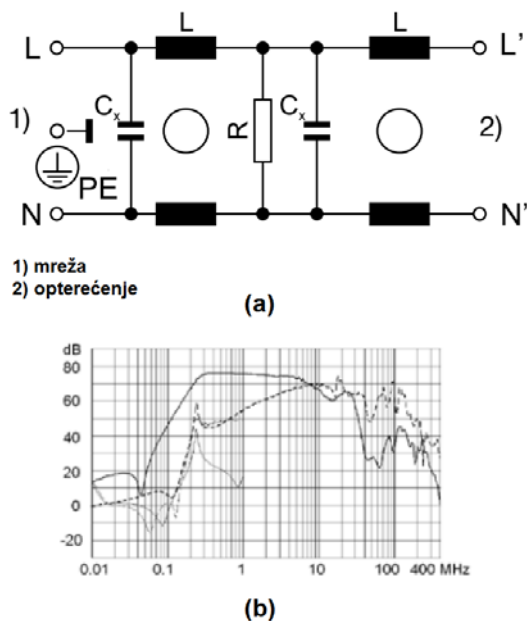 L L
L L'
Cx Cx
1) R 2)
PE
N N'
1) mreža
2) opterećenje
(a)
dB
80
60
40
20
0
-20
0.01 0.1 1 10 100 400 MHz
(b)